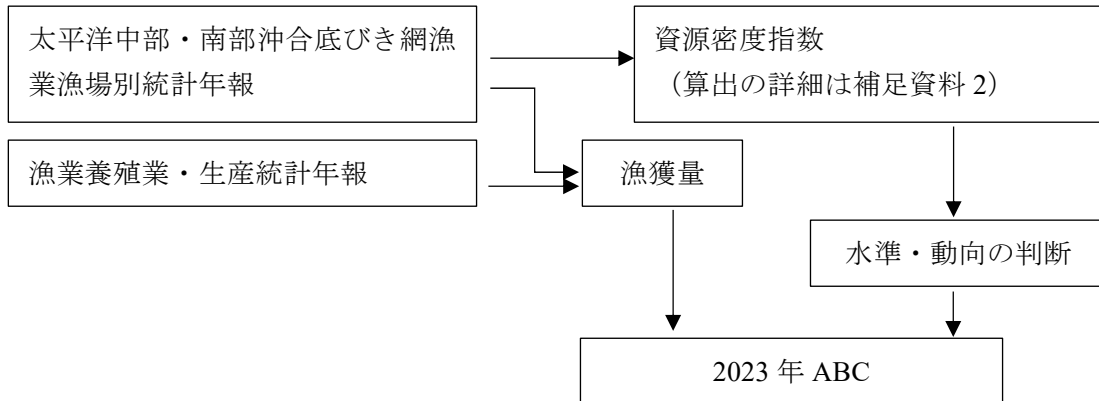 太平洋中部・南部沖合底びき網漁
業漁場別統計年報
資源密度指数
（算出の詳細は補足資料 2）
漁業養殖業・生産統計年報
漁獲量
水準・動向の判断
2023 年 ABC